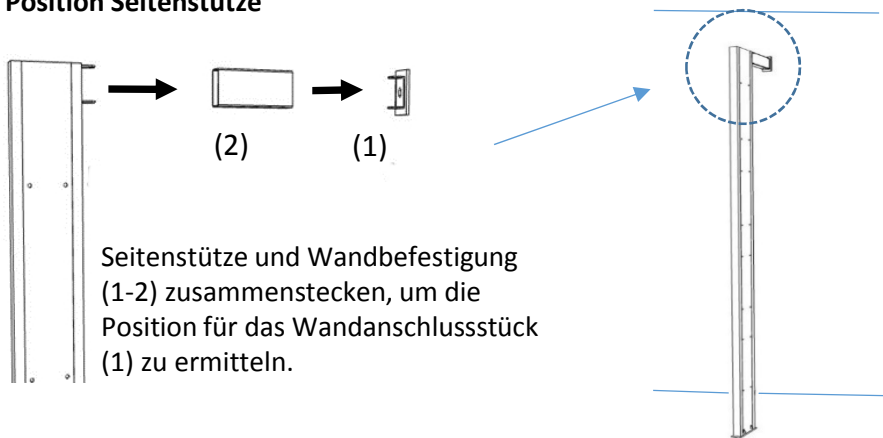 Position Seitenstütze
(2)
(1)
Seitenstütze und Wandbefestigung
(1-2) zusammenstecken, um die
Position für das Wandanschlussstück
(1) zu ermitteln.